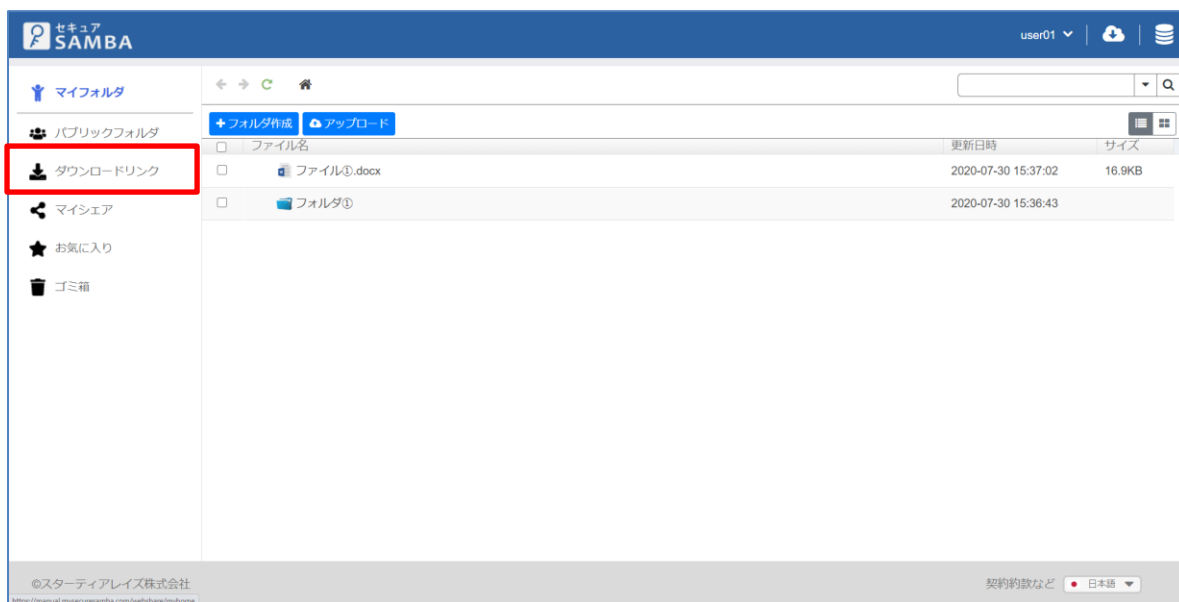 セキュア
SAMBA
user01
マイフォルダ
パブリックフォルダ
ダウンロードリンク
マイシェア
お気に入り
ゴミ箱
+フォルダ作成 アップロード
ファイル名 更新日時 サイズ
ファイル①.docx 2020-07-30 15:37:02 16.9KB
フォルダ① 2020-07-30 15:36:43
©スターティアレイズ株式会社
契約約款など 日本語